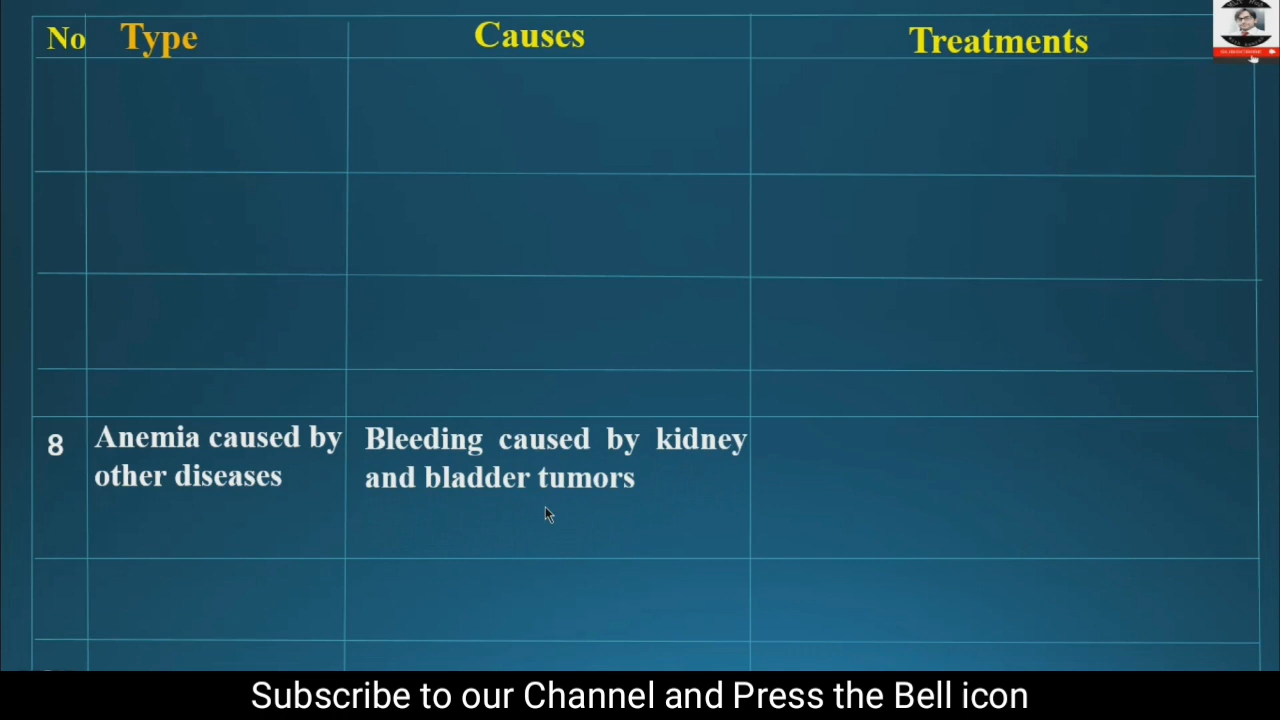 No Type Causes Treatments
8 Anemia caused by Bleeding caused by kidney
other diseases and bladder tumors
Subscribe to our Channel and Press the Bell icon